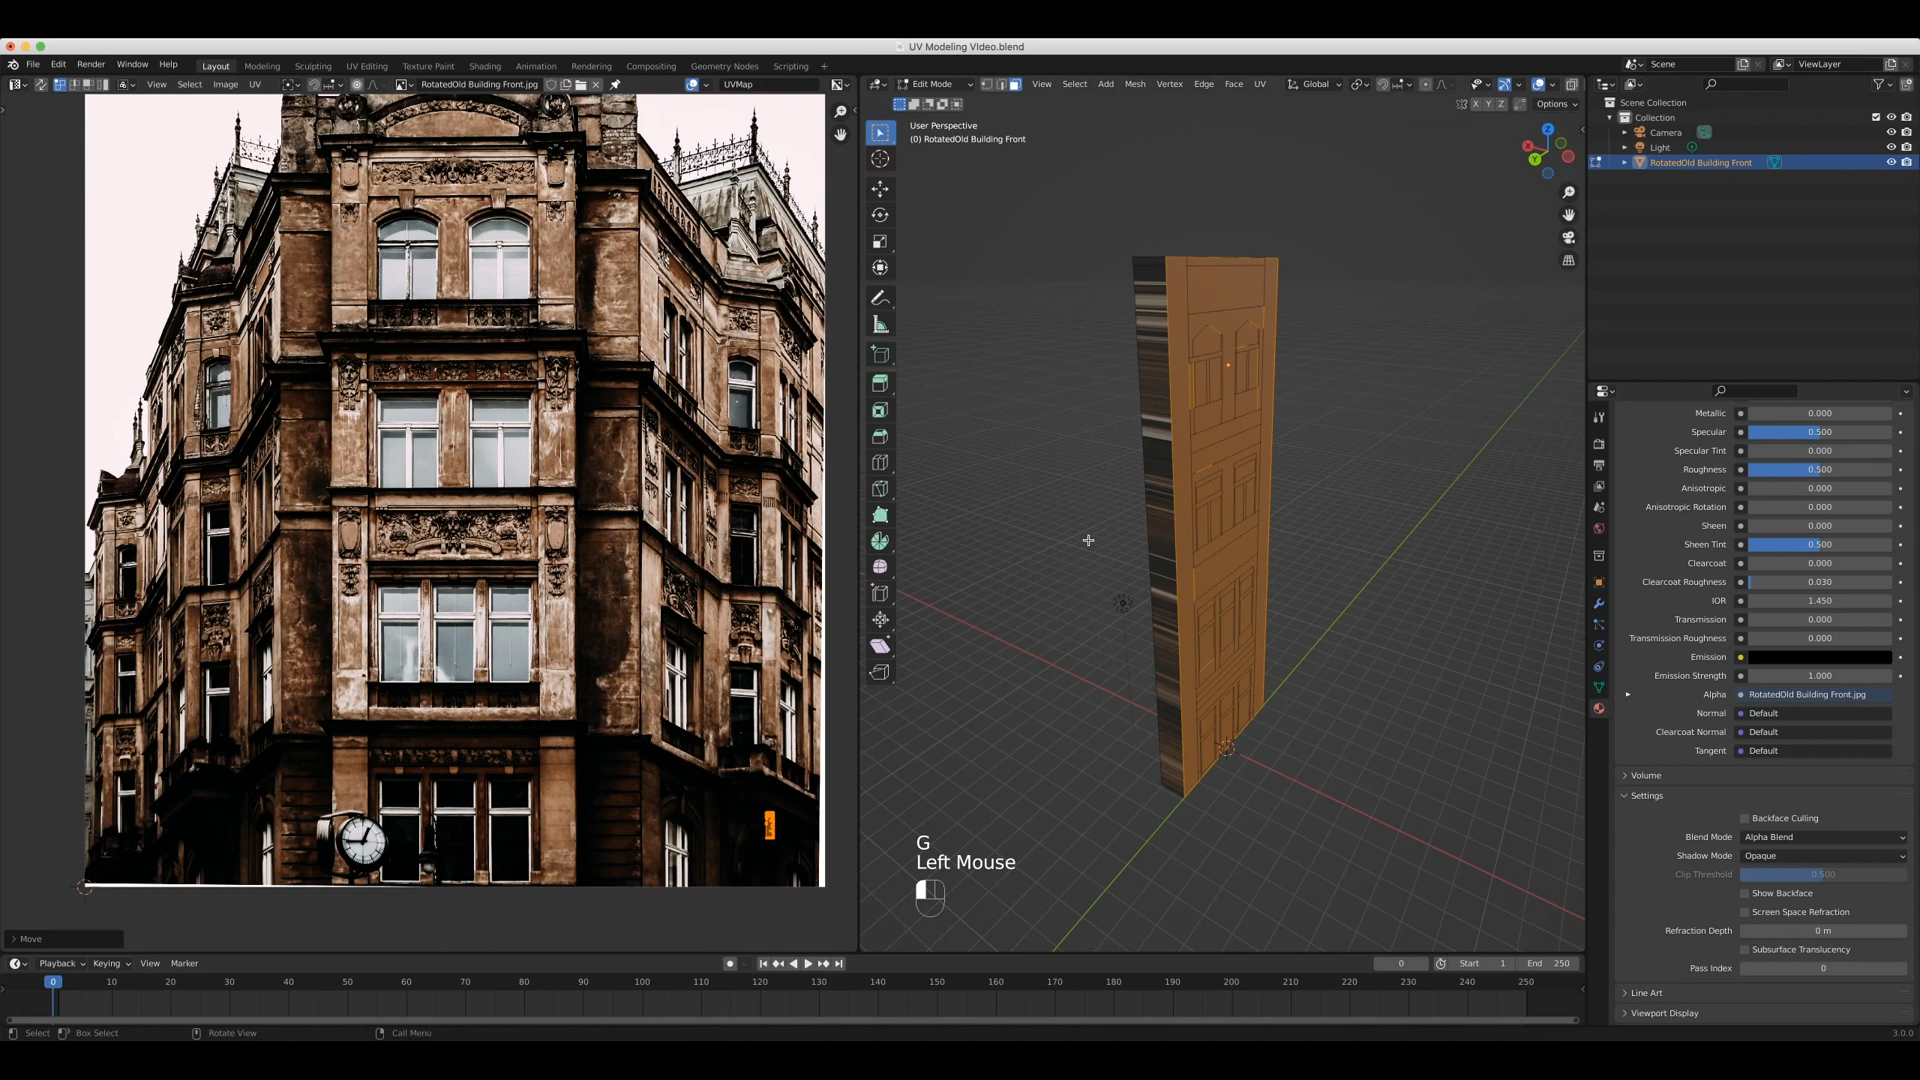 UV Modeling VIdeo.blend
File Edit Render Window Help Layout Modeling Sculpting UV Editing Texture Paint Shading Animation Rendering Compositing Geometry Nodes Scripting + Scene ViewLayer
View Select Image UV RotatedOld Building Front.jpg UVMap
Edit Mode View Select Add Mesh Vertex Edge Face UV Global
X Y Z Options
User Perspective
(0) RotatedOld Building Front
Z
X
Y
G
Left Mouse
Move
Scene Collection
Collection
Camera
Light
RotatedOld Building Front
Metallic 0.000
Specular 0.500
Specular Tint 0.000
Roughness 0.500
Anisotropic 0.000
Anisotropic Rotation 0.000
Sheen 0.000
Sheen Tint 0.500
Clearcoat 0.000
Clearcoat Roughness 0.030
IOR 1.450
Transmission 0.000
Transmission Roughness 0.000
Emission
Emission Strength 1.000
Alpha RotatedOld Building Front.jpg
Normal Default
Clearcoat Normal Default
Tangent Default
Volume
Settings
Backface Culling
Blend Mode Alpha Blend
Shadow Mode Opaque
Clip Threshold 0.500
Show Backface
Screen Space Refraction
Refraction Depth 0 m
Subsurface Translucency
Pass Index 0
Line Art
Viewport Display
Playback Keying View Marker 0 Start 1 End 250
0 10 20 30 40 50 60 70 80 90 100 110 120 130 140 150 160 170 180 190 200 210 220 230 240 250
Select Box Select Rotate View Call Menu 3.0.0